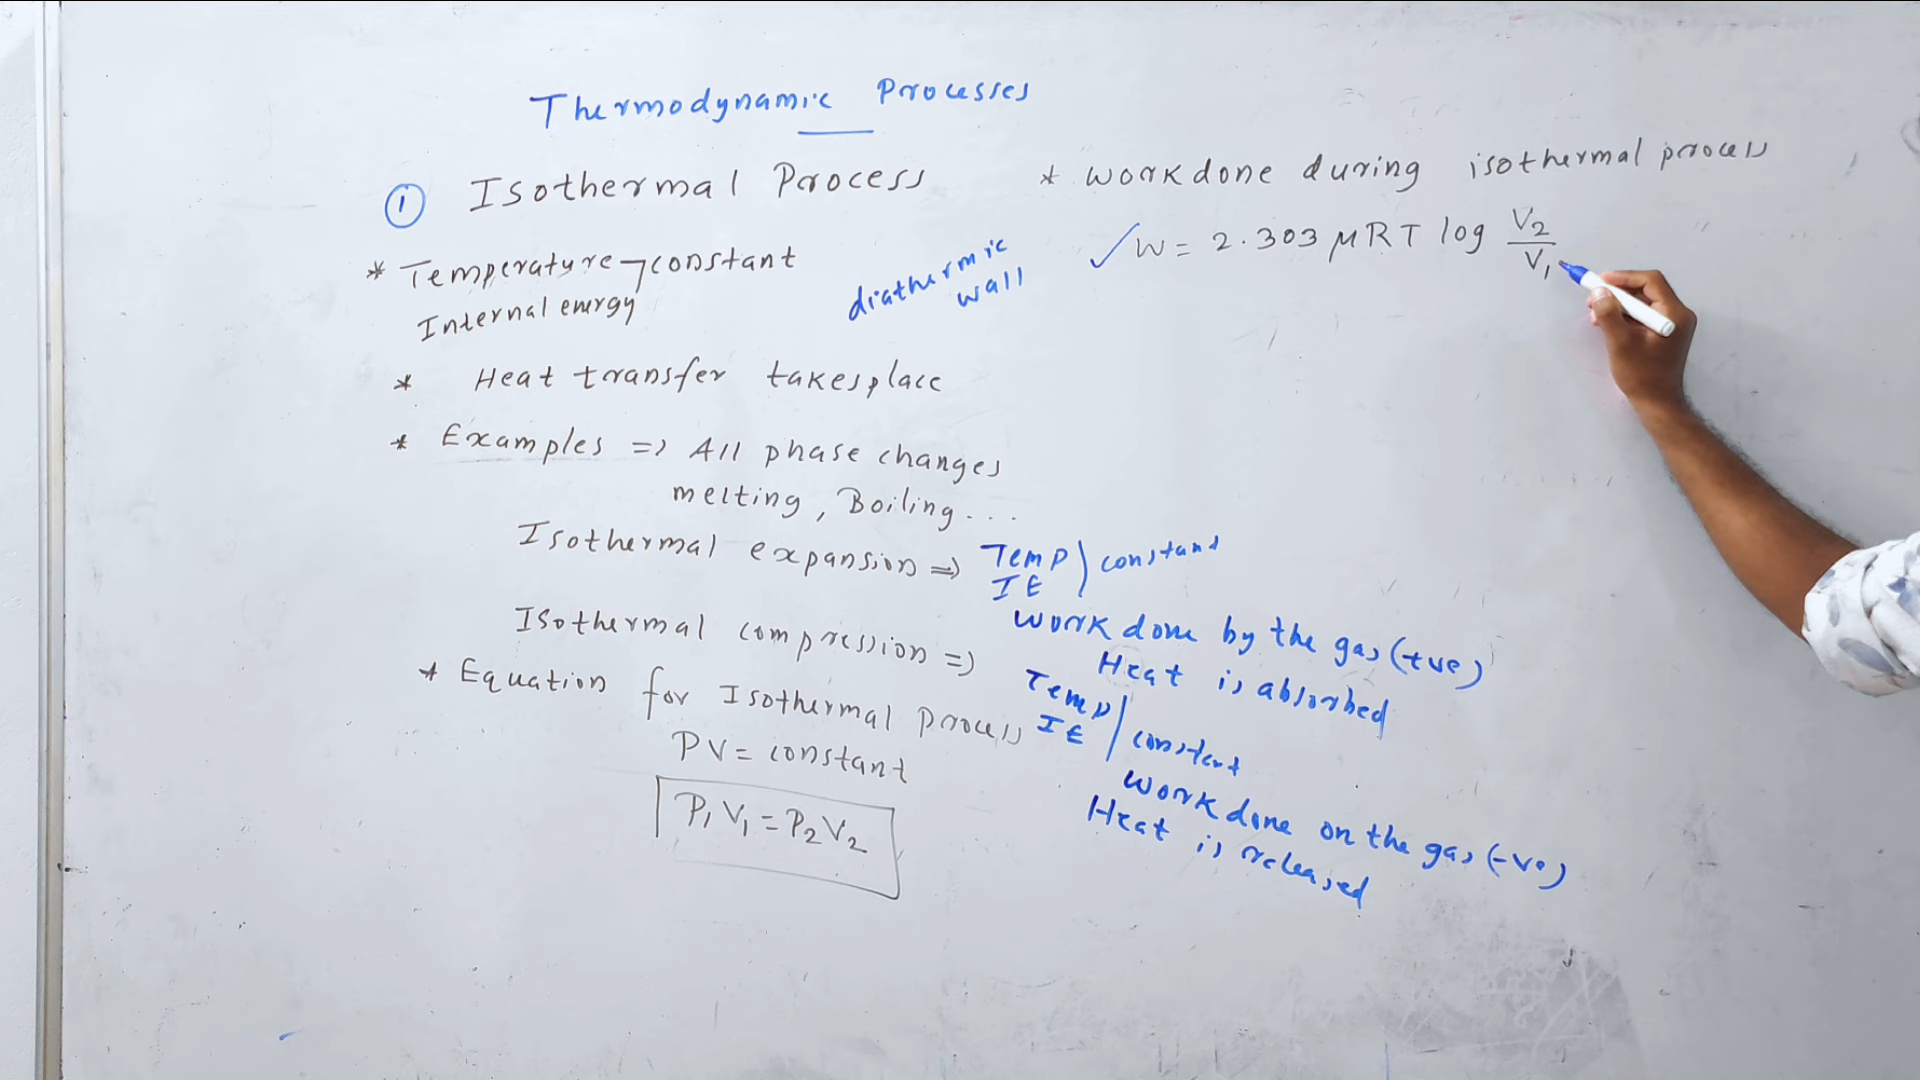 Thermodynamic Processes
① Isothermal Process
* Temperature constant
Internal energy
diathermic
wall
* Heat transfer takesplace
* Examples => All phase changes
melting, Boiling...
Isothermal expansion => Temp constant
IE
work done by the gas (+ve)
Heat is absorbed
Isothermal compression => Temp constant
IE
work done on the gas (-ve)
Heat is released
* Equation for Isothermal process
PV = constant
P₁V₁ = P₂V₂
* workdone during isothermal process
✓ W = 2.303 μRT log V₂/V₁